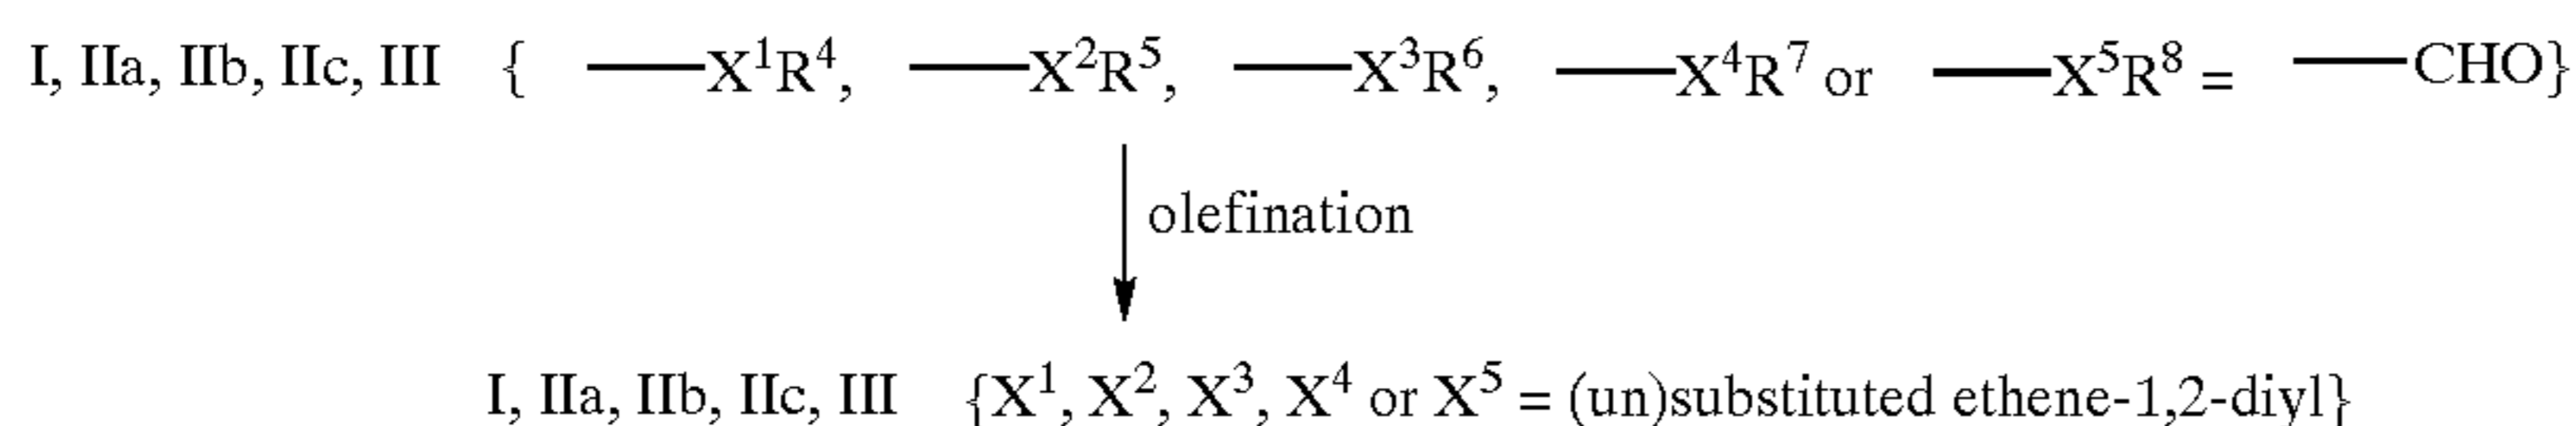 I, IIa, IIb, IIc, III { —X¹R⁴, —X²R⁵, —X³R⁶, —X⁴R⁷ or —X⁵R⁸ = —CHO}
olefination
I, IIa, IIb, IIc, III {X¹, X², X³, X⁴ or X⁵ = (un)substituted ethene-1,2-diyl}